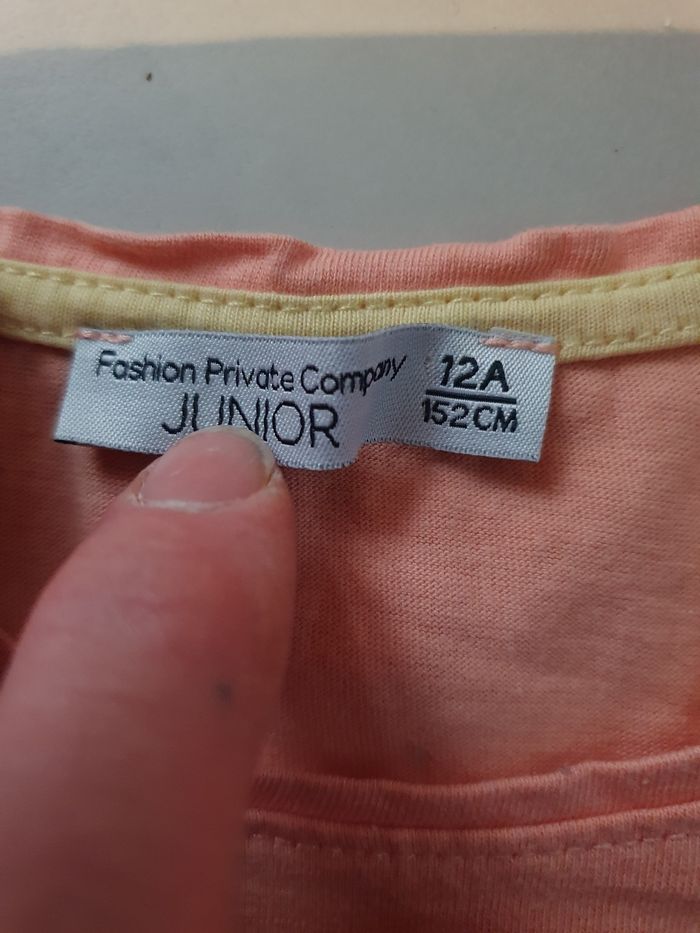 Fashion Private Company
JUNIOR
12A
152CM